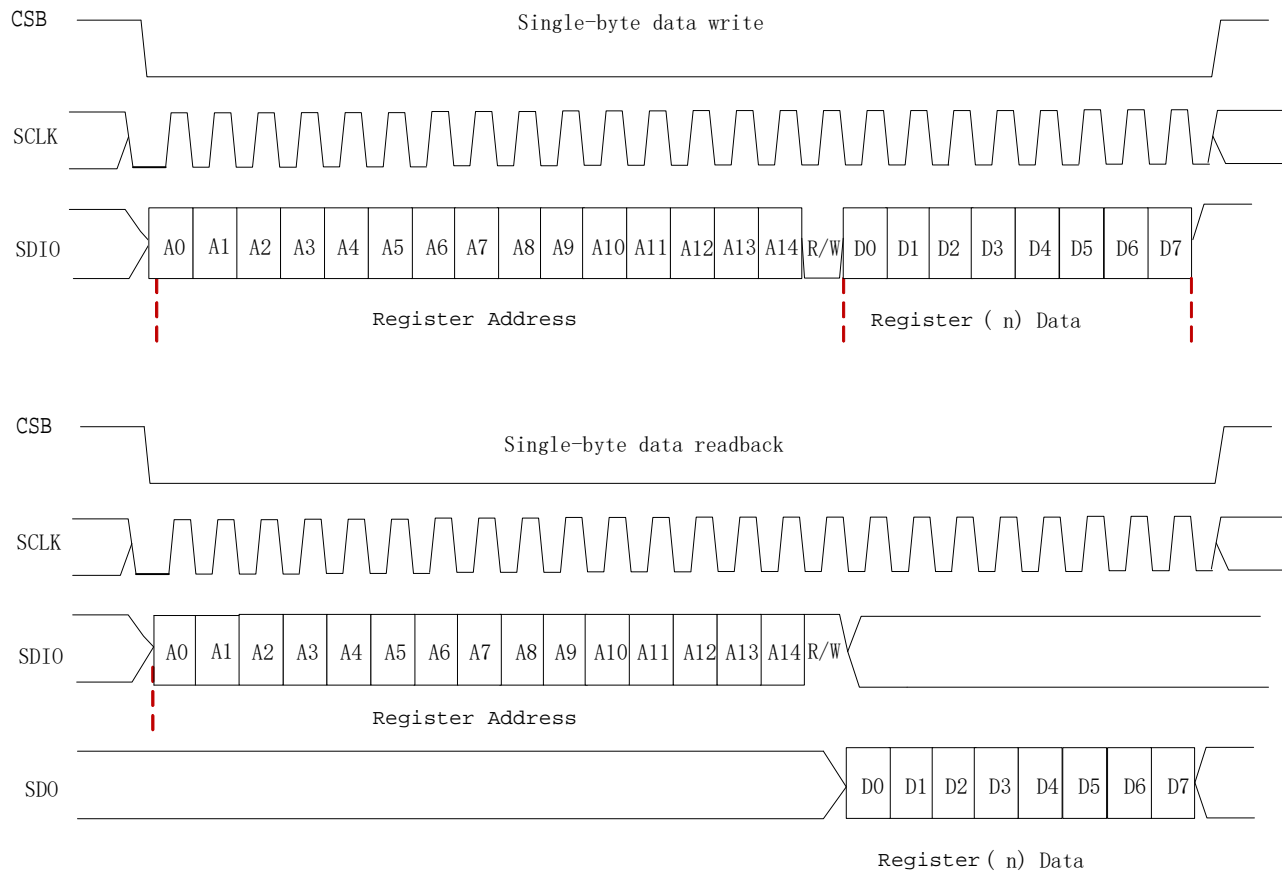 CSB
Single-byte data write
SCLK
SDIO A0 A1 A2 A3 A4 A5 A6 A7 A8 A9 A10 A11 A12 A13 A14 R/W D0 D1 D2 D3 D4 D5 D6 D7
Register Address Register ( n) Data
CSB
Single-byte data readback
SCLK
SDIO A0 A1 A2 A3 A4 A5 A6 A7 A8 A9 A10 A11 A12 A13 A14 R/W
Register Address
SDO D0 D1 D2 D3 D4 D5 D6 D7
Register ( n) Data